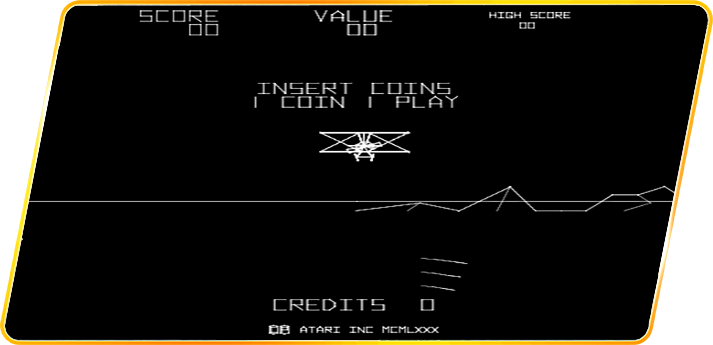 SCORE VALUE HIGH SCORE
00 00 00
INSERT COINS
1 COIN 1 PLAY
CREDITS 0
ATARI INC MCMLXXX